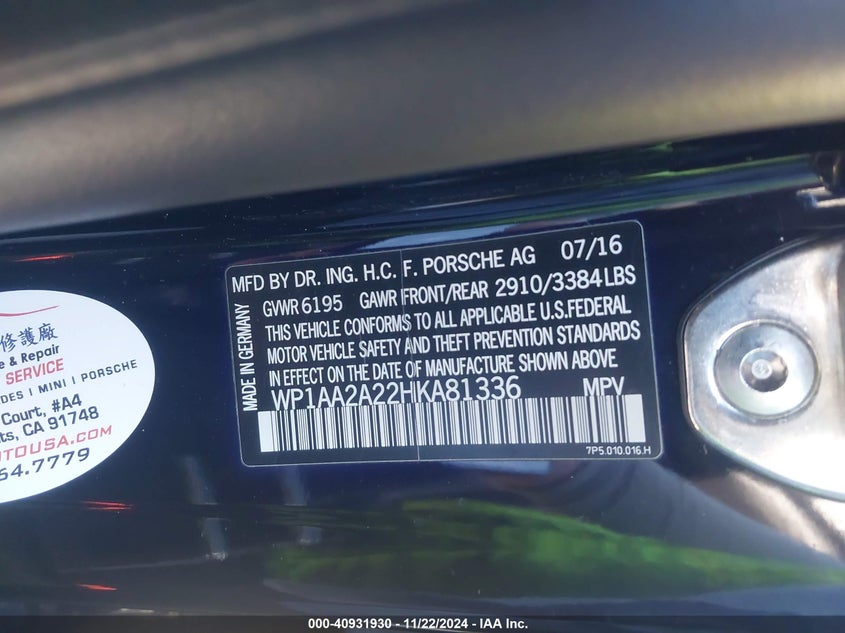 MFD BY DR. ING. H.C. F. PORSCHE AG 07/16
GVWR 6195 GAWR FRONT/REAR 2910/3384 LBS
THIS VEHICLE CONFORMS TO ALL APPLICABLE U.S. FEDERAL
MOTOR VEHICLE SAFETY AND THEFT PREVENTION STANDARDS
IN EFFECT ON THE DATE OF MANUFACTURE SHOWN ABOVE
WP1AA2A22HKA81336 MPV
7P5.010.016.H
MADE IN GERMANY
修護廠
e & Repair
SERVICE
DES | MINI | PORSCHE
Court, #A4
ts, CA 91748
TOUSA.COM
64.7779
000-40931930 - 11/22/2024 - IAA Inc.